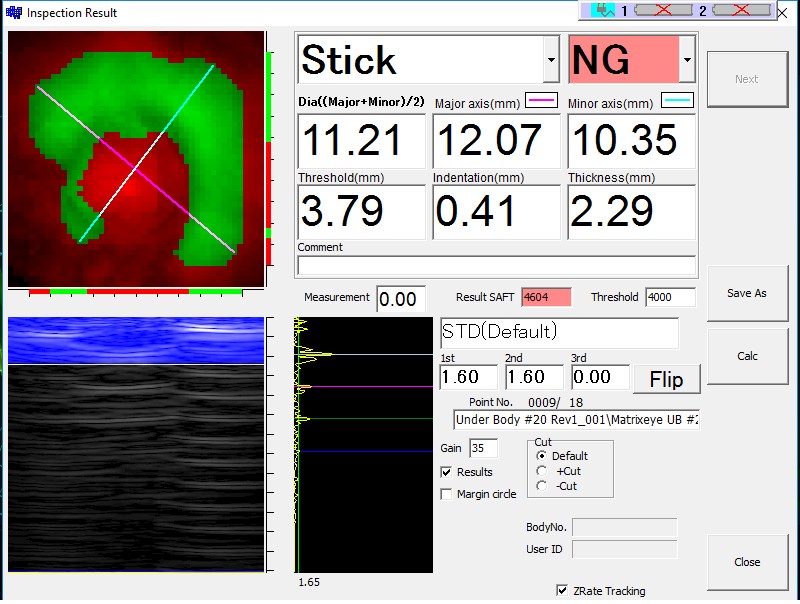 Inspection Result
1 2
Stick NG
Next
Dia((Major+Minor)/2) Major axis(mm) Minor axis(mm)
11.21 12.07 10.35
Threshold(mm) Indentation(mm) Thickness(mm)
3.79 0.41 2.29
Comment
Measurement 0.00 Result SAFT 4604 Threshold 4000
Save As
STD(Default)
1st 2nd 3rd
1.60 1.60 0.00 Flip
Calc
Point No. 0009/ 18
Under Body #20 Rev1_001\Matrixeye UB #2
Gain 35
Cut
Default
+Cut
-Cut
Results
Margin circle
BodyNo.
User ID
Close
1.65
ZRate Tracking